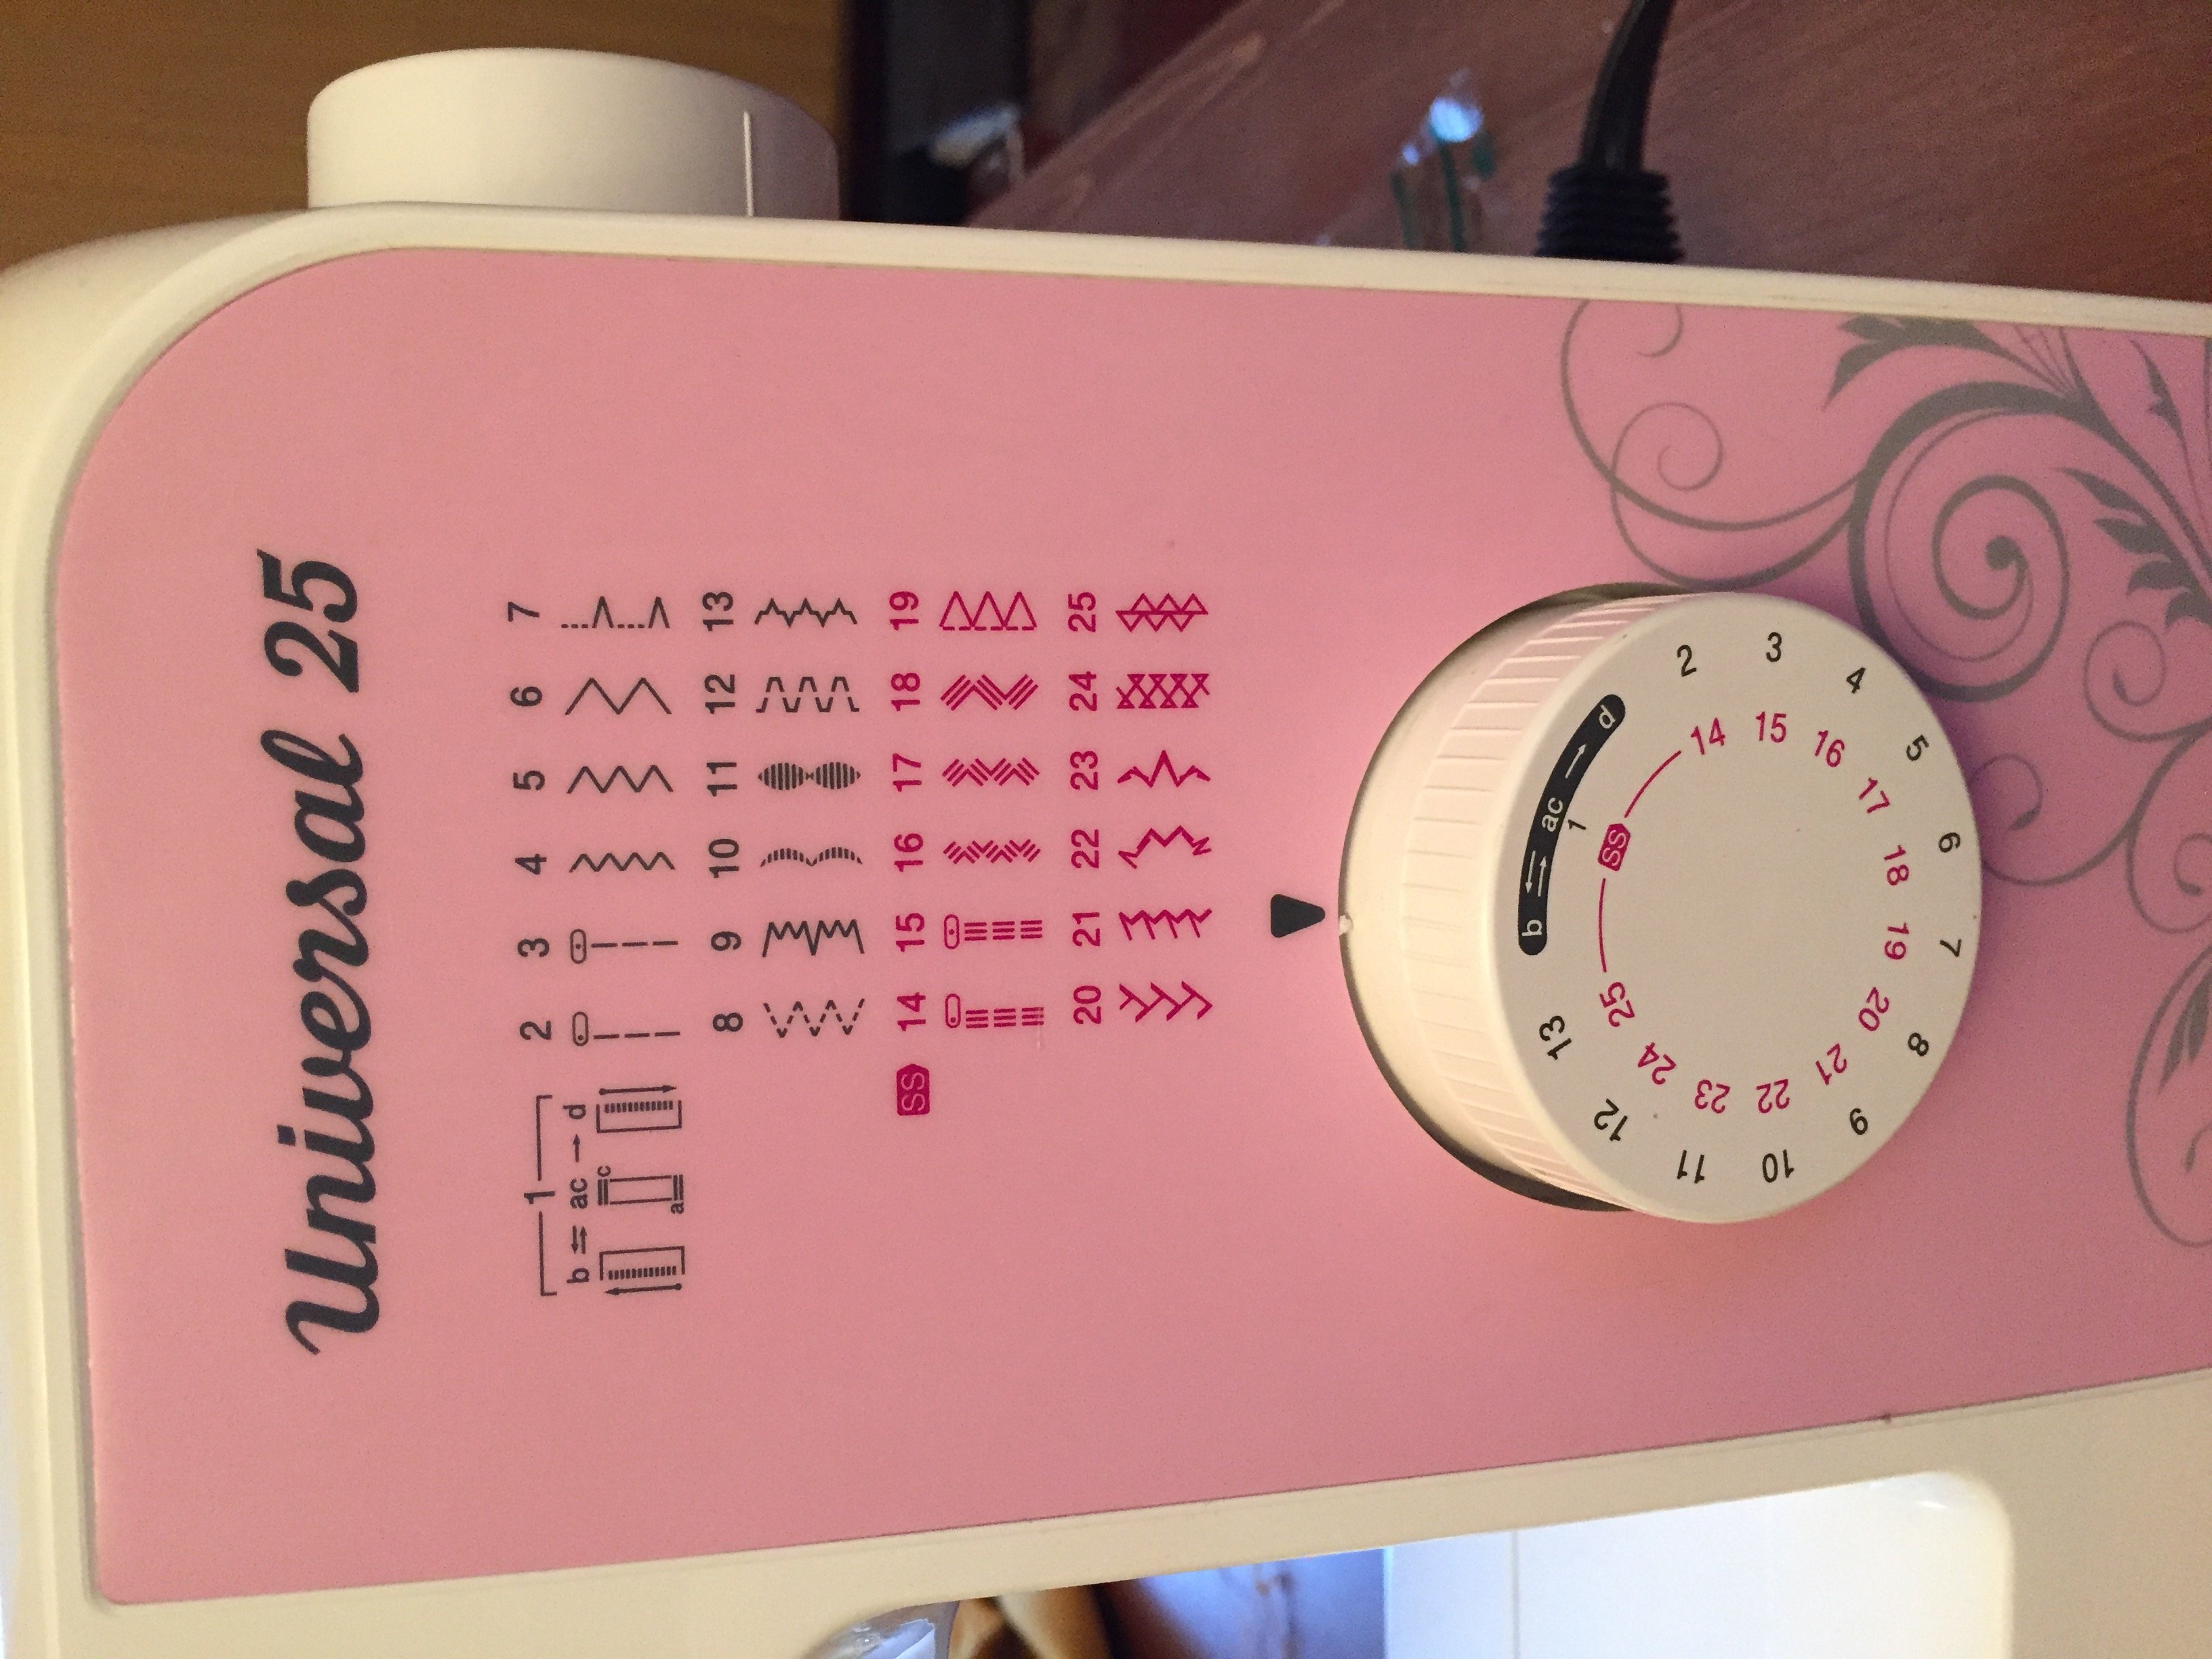 Universal 25
1 2 3 4 5 6 7
b ⇌ ac → d
c
a
8 9 10 11 12 13
SS 14 15 16 17 18 19
20 21 22 23 24 25
b ⇌ ac → d
1 2 3 4 5 6 7 8 9 10 11 12 13
SS 14 15 16 17 18 19 20 21 22 23 24 25